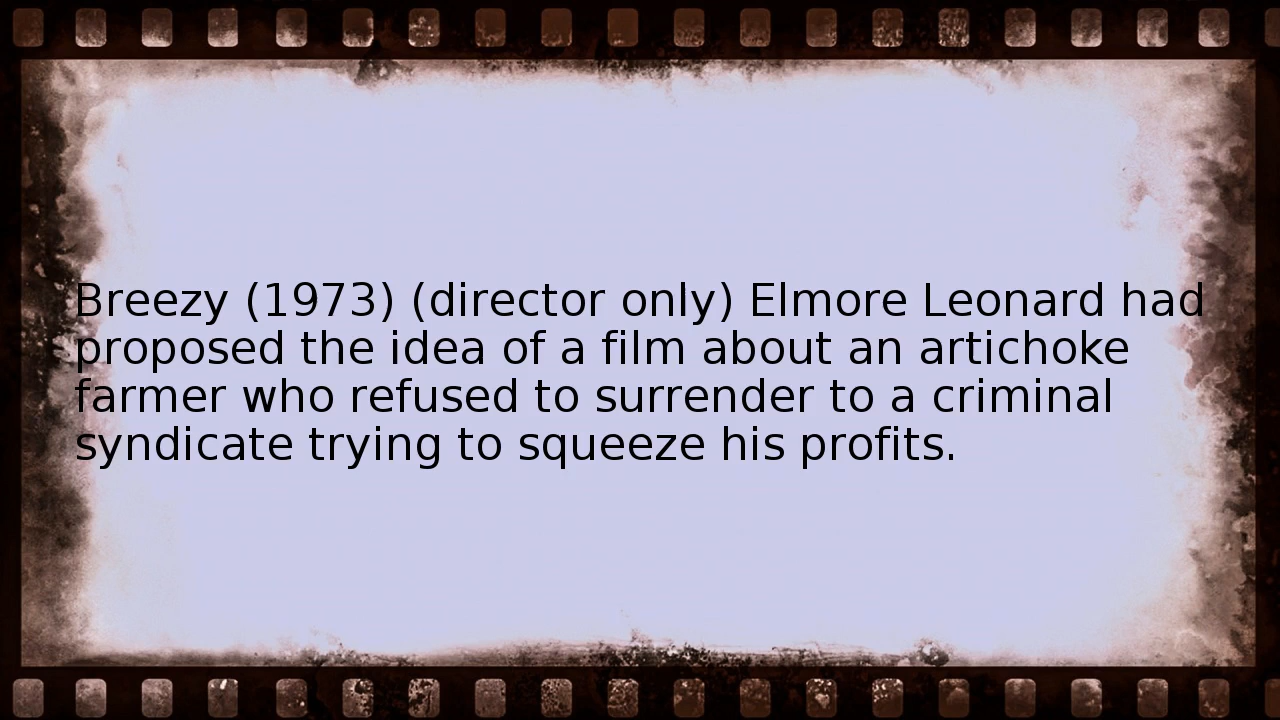 Breezy (1973) (director only) Elmore Leonard had
proposed the idea of a film about an artichoke
farmer who refused to surrender to a criminal
syndicate trying to squeeze his profits.